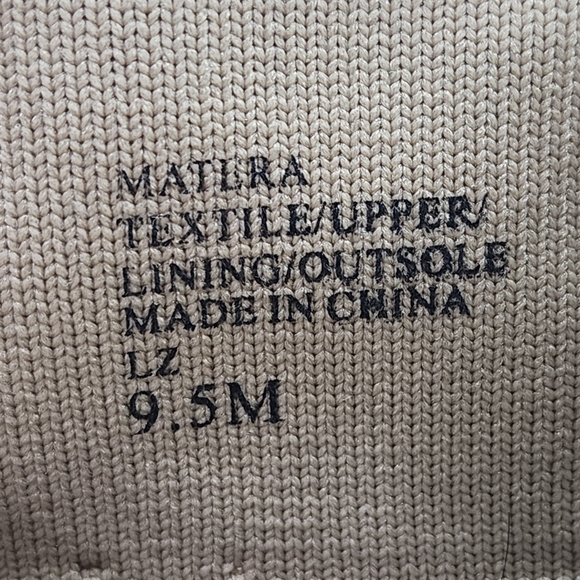 MATERA
TEXTILE/UPPER/
LINING/OUTSOLE
MADE IN CHINA
LZ
9.5M